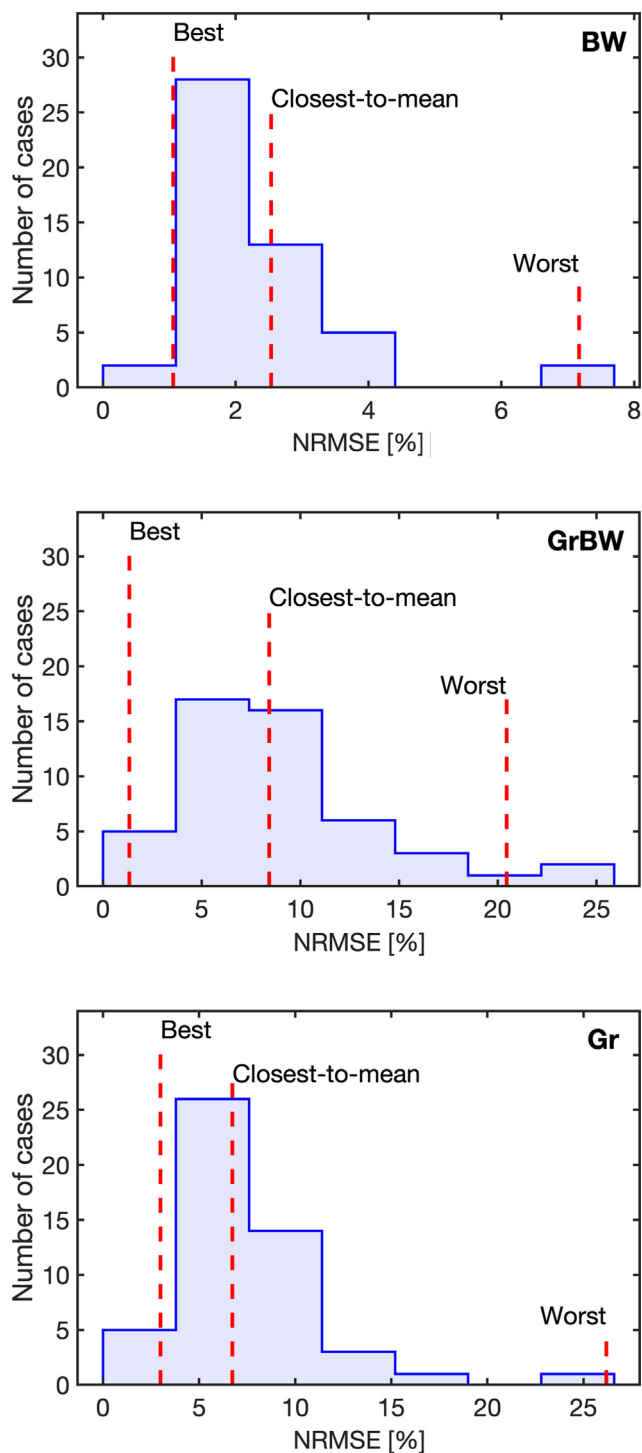 Best
BW
30
Closest-to-mean
25
20
15
Worst
10
5
0
0 2 4 6 8
Number of cases
NRMSE [%]
Best
GrBW
30
Closest-to-mean
25
20
Worst
15
10
5
0
0 5 10 15 20 25
Number of cases
NRMSE [%]
Best
Gr
30
Closest-to-mean
25
20
15
10
Worst
5
0
0 5 10 15 20 25
Number of cases
NRMSE [%]